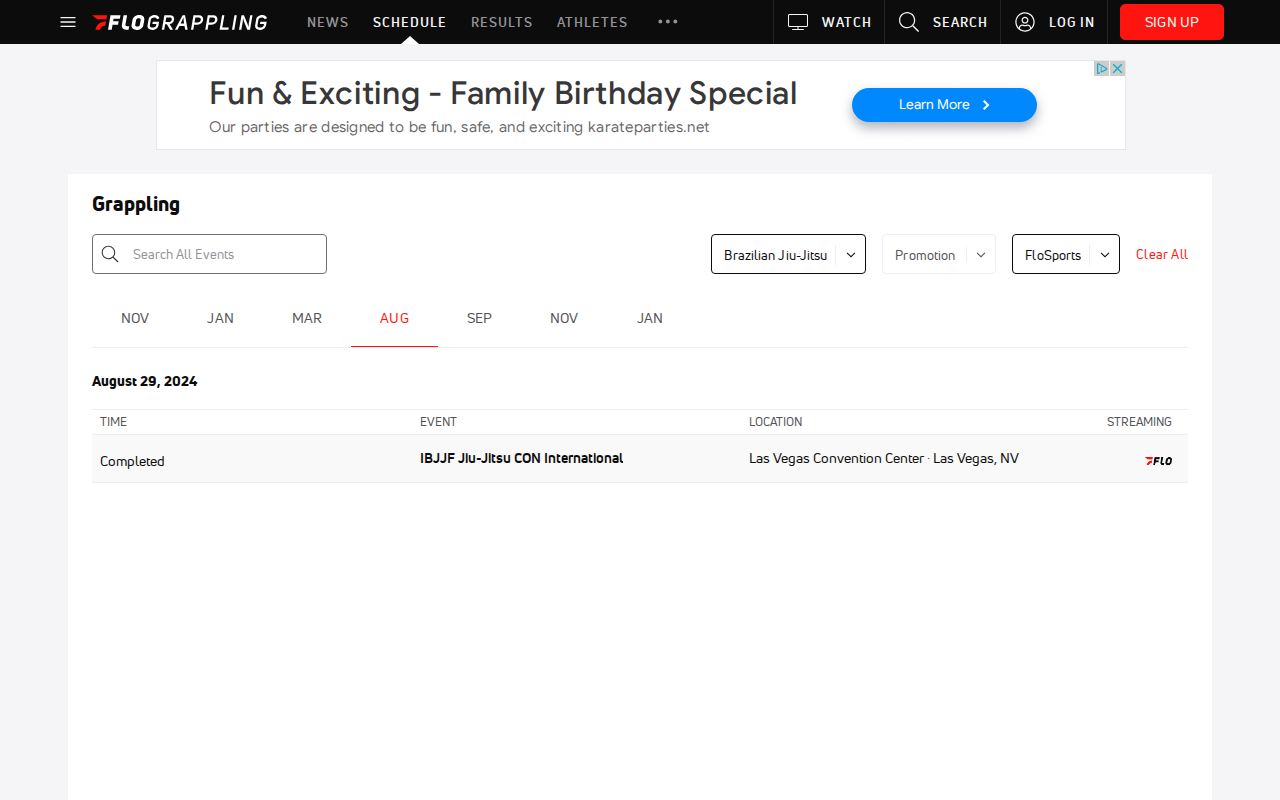 FLOGRAPPLING NEWS SCHEDULE RESULTS ATHLETES WATCH SEARCH LOG IN SIGN UP
Fun & Exciting - Family Birthday Special
Our parties are designed to be fun, safe, and exciting karateparties.net
Learn More
Grappling
Search All Events
Brazilian Jiu-Jitsu Promotion FloSports Clear All
NOV JAN MAR AUG SEP NOV JAN
August 29, 2024
TIME EVENT LOCATION STREAMING
Completed IBJJF Jiu-Jitsu CON International Las Vegas Convention Center · Las Vegas, NV FLO